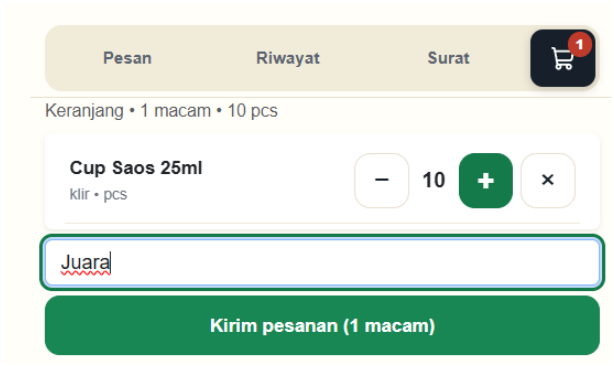 Pesan Riwayat Surat 1
Keranjang • 1 macam • 10 pcs
Cup Saos 25ml
klir • pcs
− 10 + ×
Juara
Kirim pesanan (1 macam)